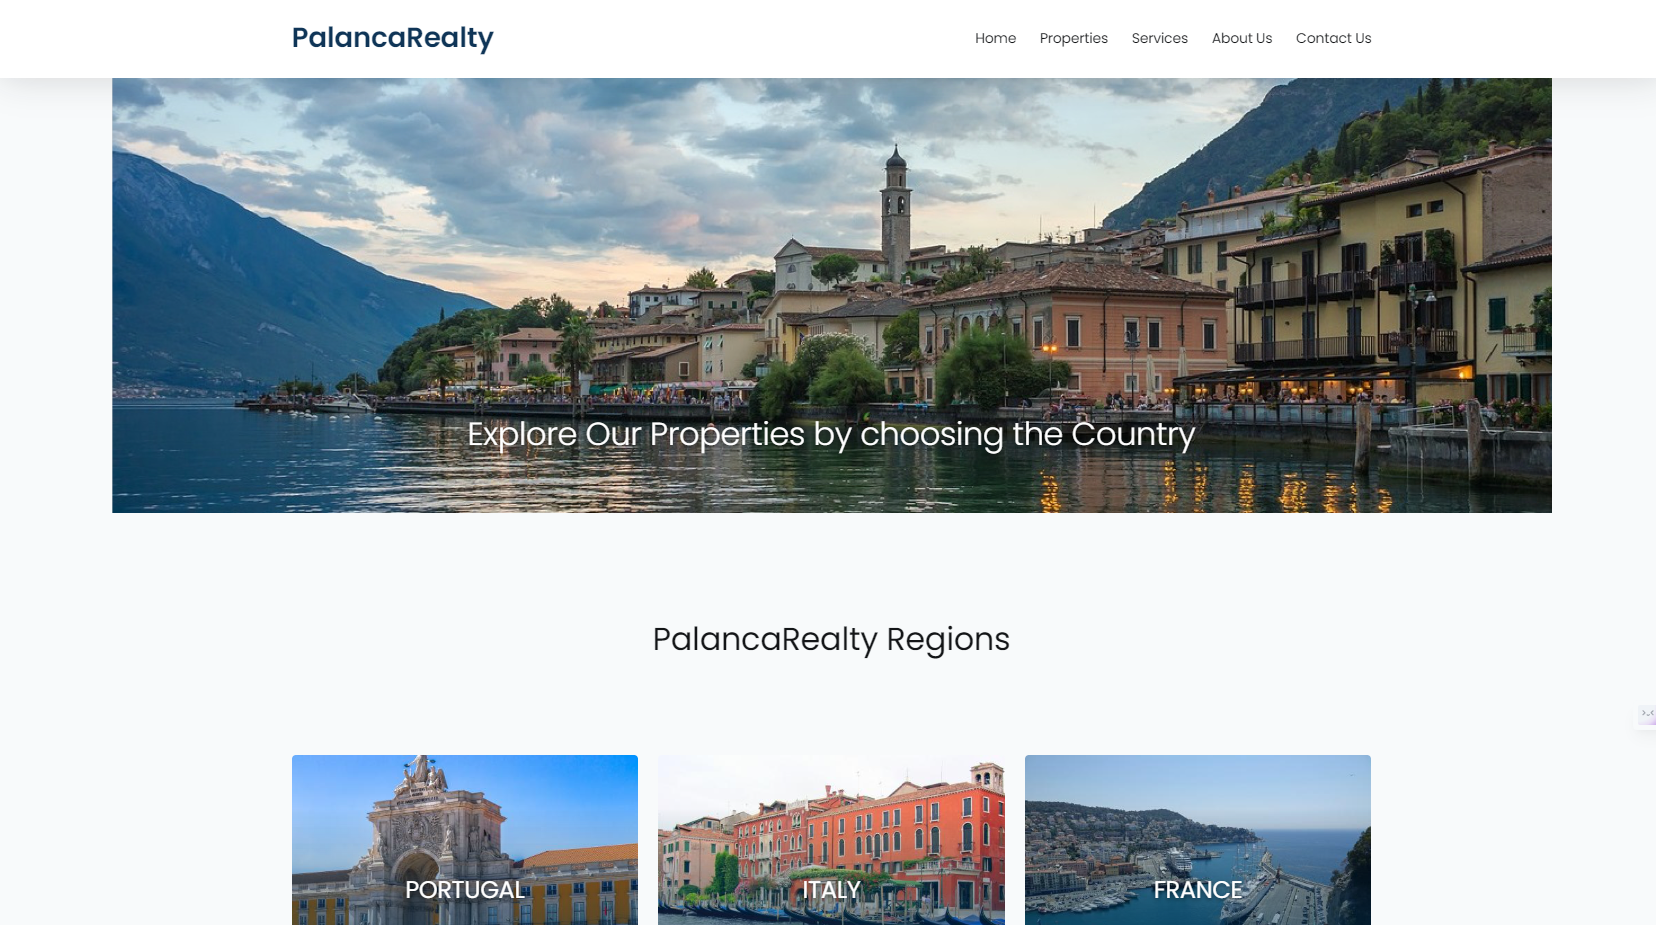 PalancaRealty
Home Properties Services About Us Contact Us
Explore Our Properties by choosing the Country
PalancaRealty Regions
PORTUGAL ITALY FRANCE